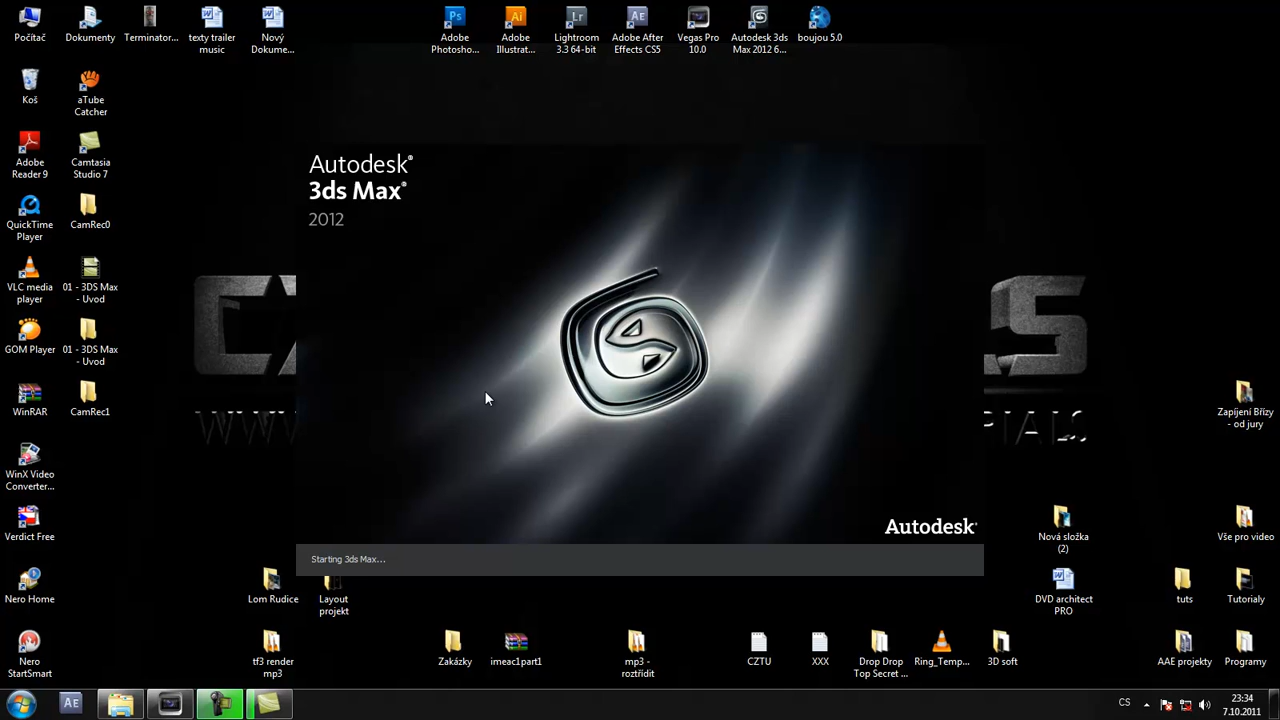 Počítač
Dokumenty
Terminator...
texty trailer
music
Nový
Dokume...
Adobe
Photosho...
Adobe
Illustrat...
Lightroom
3.3 64-bit
Adobe After
Effects CS5
Vegas Pro
10.0
Autodesk 3ds
Max 2012 6...
boujou 5.0
Koš
aTube
Catcher
Adobe
Reader 9
Camtasia
Studio 7
QuickTime
Player
CamRec0
VLC media
player
01 - 3DS Max
- Uvod
GOM Player
01 - 3DS Max
- Uvod
WinRAR
CamRec1
WinX Video
Converter...
Verdict Free
Nero Home
Nero
StartSmart
Autodesk®
3ds Max®
2012
Autodesk®
Starting 3ds Max...
Zapíjení Břízy
- od jury
Nová složka
(2)
Vše pro video
Lom Rudice
Layout
projekt
DVD architect
PRO
tuts
Tutorialy
tf3 render
mp3
Zakázky
imeac1part1
mp3 -
roztřídit
CZTU
XXX
Drop Drop
Top Secret ...
Ring_Temp...
3D soft
AAE projekty
Programy
CS
23:34
7.10.2011